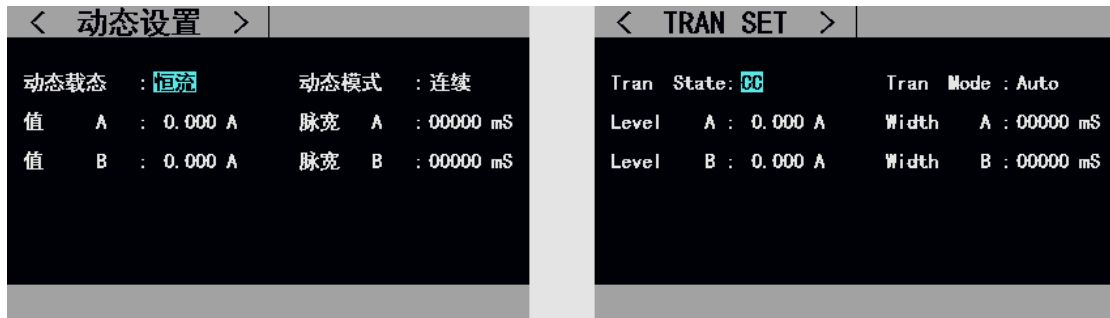 < 动态设置 >
动态载态 : 恒流 动态模式 : 连续
值 A : 0.000 A 脉宽 A : 00000 mS
值 B : 0.000 A 脉宽 B : 00000 mS
< TRAN SET >
Tran State: CC Tran Mode : Auto
Level A : 0.000 A Width A : 00000 mS
Level B : 0.000 A Width B : 00000 mS